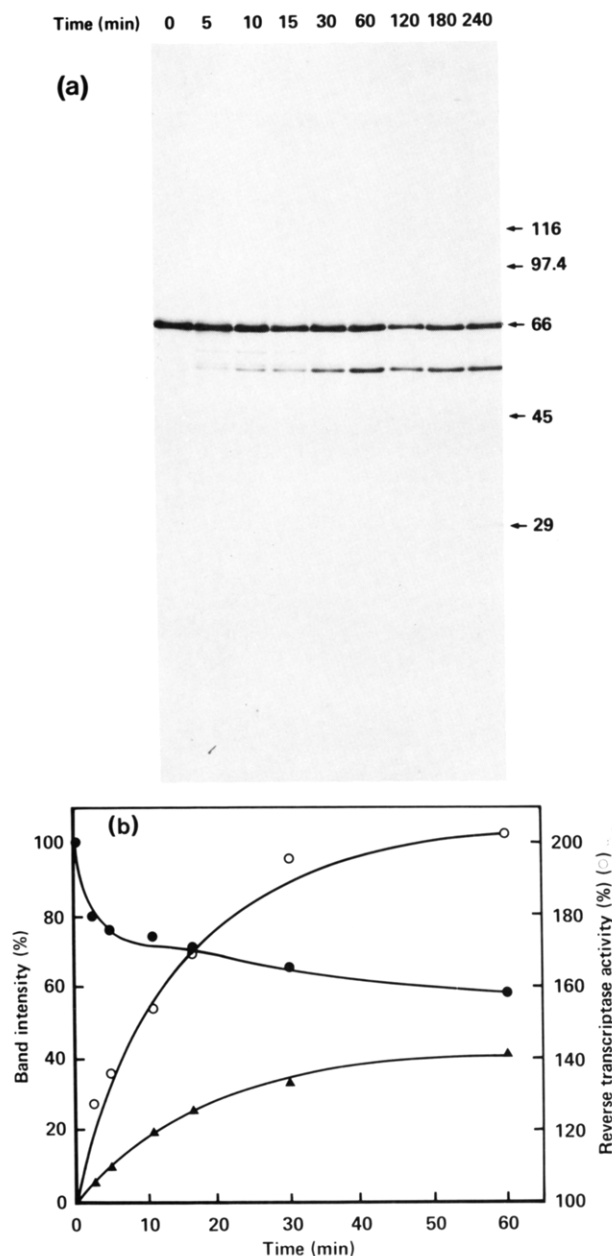 Time (min) 0 5 10 15 30 60 120 180 240
(a)
← 116
← 97.4
← 66
← 45
← 29
(b)
100
80
60
40
20
0
Band intensity (%)
200
180
160
140
120
100
Reverse transcriptase activity (%) (○)
0 10 20 30 40 50 60
Time (min)